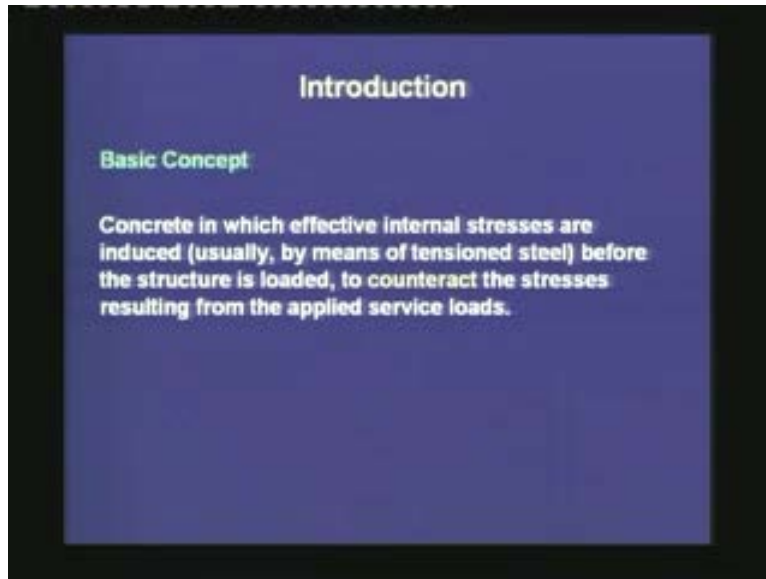 Introduction
Basic Concept
Concrete in which effective internal stresses are
induced (usually, by means of tensioned steel) before
the structure is loaded, to counteract the stresses
resulting from the applied service loads.